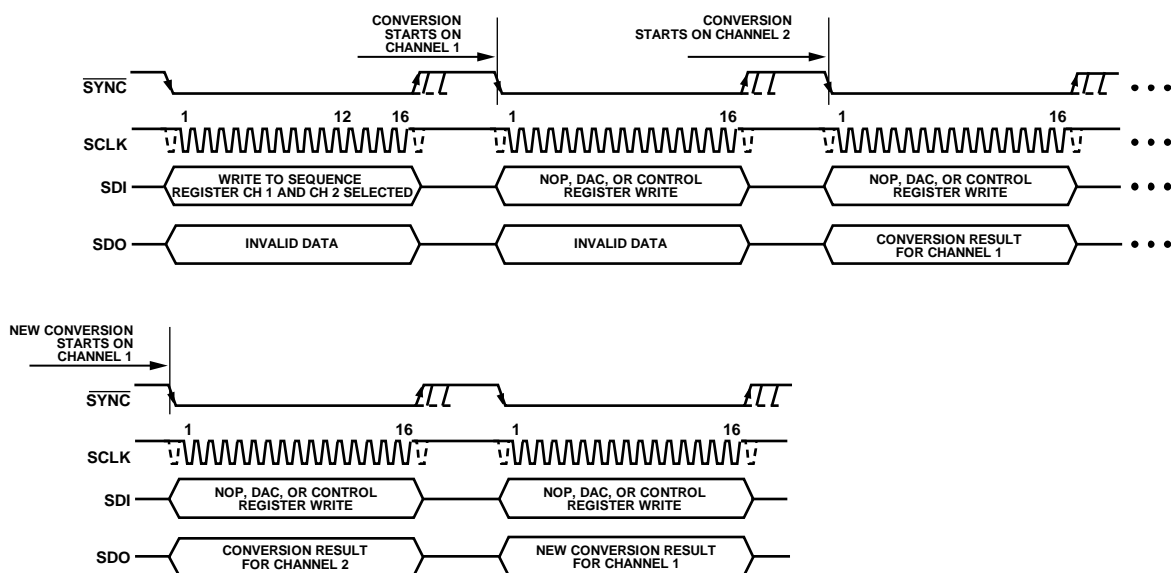 CONVERSION
STARTS ON
CHANNEL 1
CONVERSION
STARTS ON CHANNEL 2
SYNC
1
12
16
1
16
1
16
SCLK
SDI
WRITE TO SEQUENCE
REGISTER CH 1 AND CH 2 SELECTED
NOP, DAC, OR CONTROL
REGISTER WRITE
NOP, DAC, OR CONTROL
REGISTER WRITE
SDO
INVALID DATA
INVALID DATA
CONVERSION RESULT
FOR CHANNEL 1
NEW CONVERSION
STARTS ON
CHANNEL 1
SYNC
1
16
1
16
SCLK
SDI
NOP, DAC, OR CONTROL
REGISTER WRITE
NOP, DAC, OR CONTROL
REGISTER WRITE
SDO
CONVERSION RESULT
FOR CHANNEL 2
NEW CONVERSION RESULT
FOR CHANNEL 1